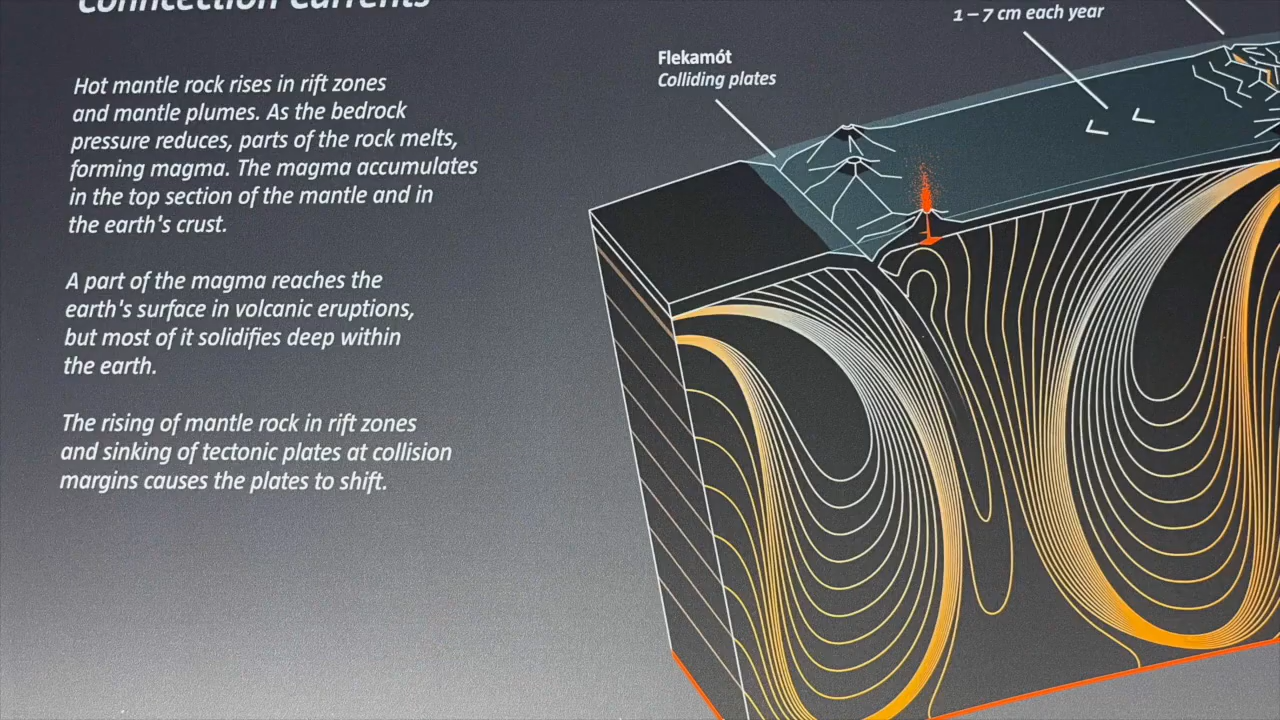 Currents
Hot mantle rock rises in rift zones
and mantle plumes. As the bedrock
pressure reduces, parts of the rock melts,
forming magma. The magma accumulates
in the top section of the mantle and in
the earth's crust.
A part of the magma reaches the
earth's surface in volcanic eruptions,
but most of it solidifies deep within
the earth.
The rising of mantle rock in rift zones
and sinking of tectonic plates at collision
margins causes the plates to shift.
Flekamót
Colliding plates
1 – 7 cm each year